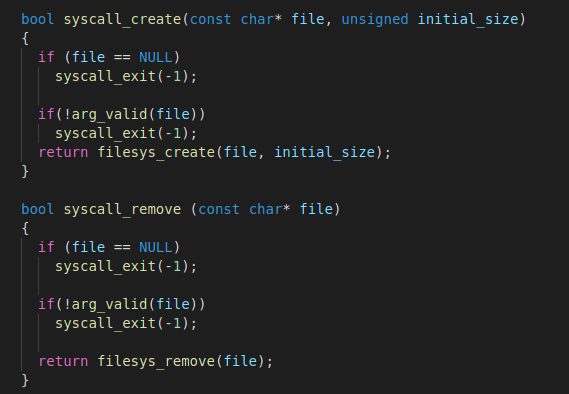 bool syscall_create(const char* file, unsigned initial_size)
{
  if (file == NULL)
    syscall_exit(-1);

  if(!arg_valid(file))
    syscall_exit(-1);
  return filesys_create(file, initial_size);
}

bool syscall_remove (const char* file)
{
  if (file == NULL)
    syscall_exit(-1);

  if(!arg_valid(file))
    syscall_exit(-1);

  return filesys_remove(file);
}